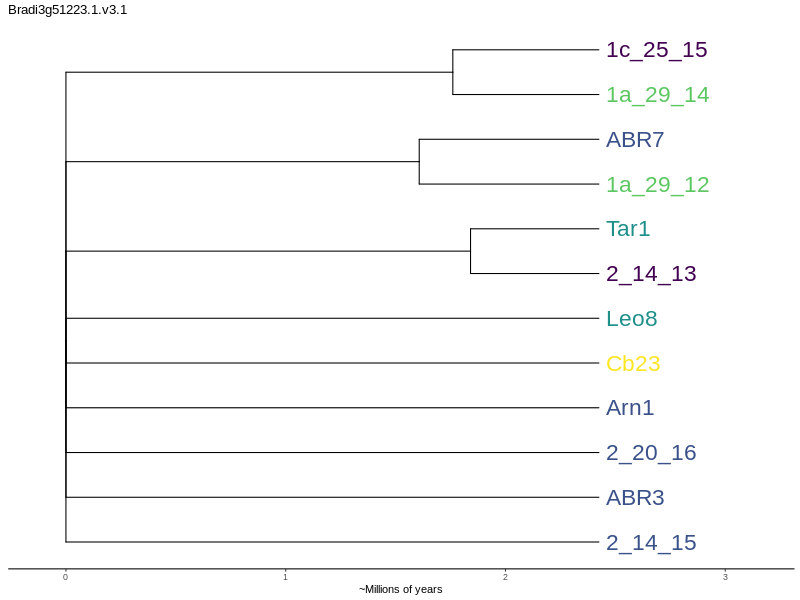 Bradi3g51223.1.v3.1
1c_25_15
1a_29_14
ABR7
1a_29_12
Tar1
2_14_13
Leo8
Cb23
Arn1
2_20_16
ABR3
2_14_15
0 1 2 3
~Millions of years